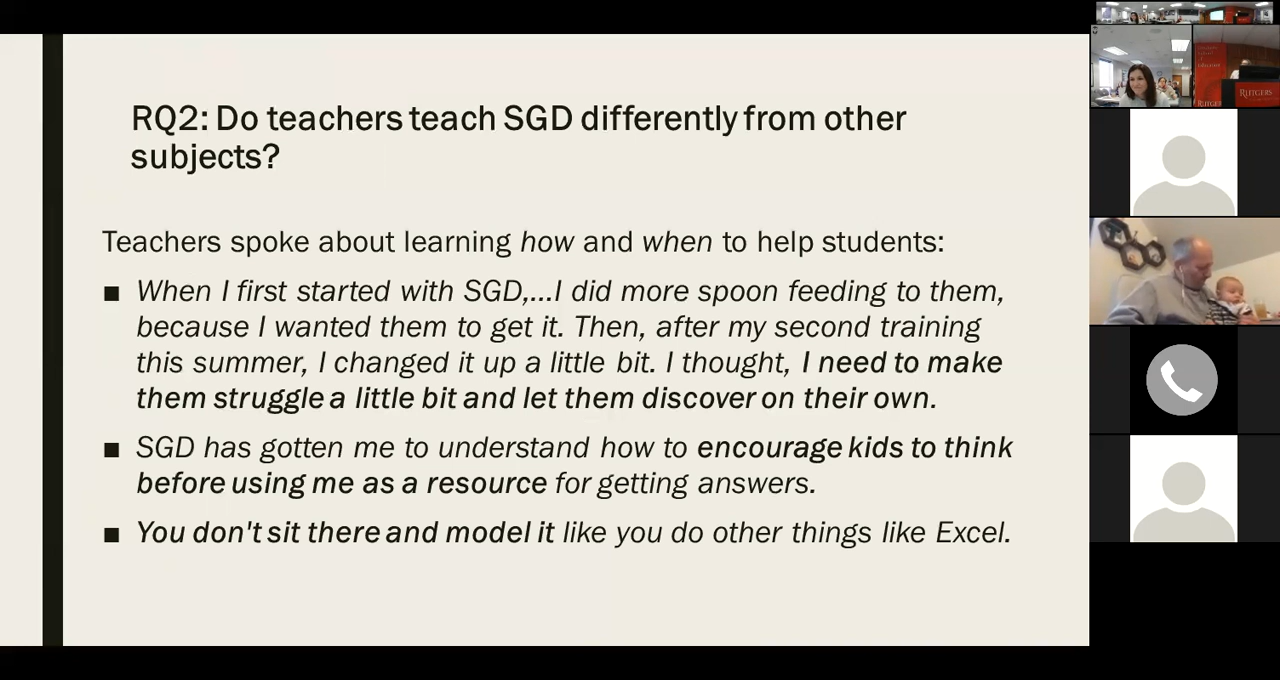 RQ2: Do teachers teach SGD differently from other
subjects?
Teachers spoke about learning how and when to help students:
■ When I first started with SGD,...I did more spoon feeding to them,
because I wanted them to get it. Then, after my second training
this summer, I changed it up a little bit. I thought, I need to make
them struggle a little bit and let them discover on their own.
■ SGD has gotten me to understand how to encourage kids to think
before using me as a resource for getting answers.
■ You don't sit there and model it like you do other things like Excel.
RUTGERS